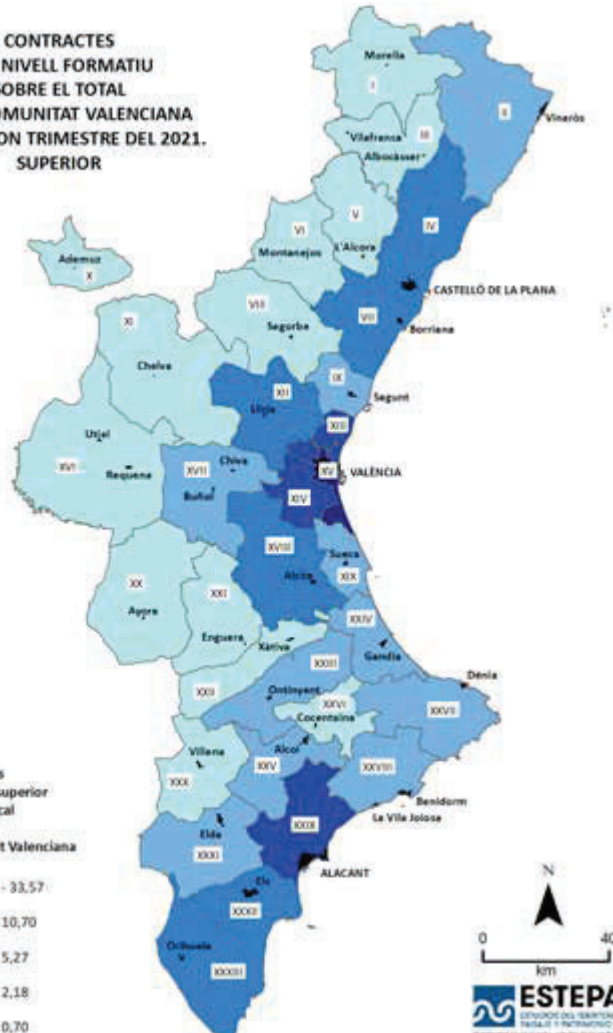 CONTRACTES
NIVELL FORMATIU
SOBRE EL TOTAL
OMUNITAT VALENCIANA
ON TRIMESTRE DEL 2021.
SUPERIOR
Morella
I
II
Vinaròs
III
Vilafranca
Albocàsser
IV
V
VI
L'Alcora
Montanejos
Ademuz
X
CASTELLÓ DE LA PLANA
VIII
VII
Borriana
Segorbe
XI
Chelva
IX
Segunt
XII
Llíria
XIII
Utiel
XVI
Requena
XVII
Chiva
Buñol
XV
VALÈNCIA
XIV
XVIII
Sueca
XIX
Alzira
XX
Ayora
XXI
Enguera
Xàtiva
XXIV
Gandia
XXIII
Dénia
XXII
Ontinyent
XXVI
Cocentaina
XXVII
Villena
Alcoi
XXX
XXV
XXVIII
Benidorm
La Vila Joiosa
XXIX
Elda
XXXI
ALACANT
Elx
XXXII
Orihuela
XXXIII
s
superior
cal
t Valenciana
- 33,57
10,70
5,27
2,18
0,70
N
0 40
km
ESTEPA